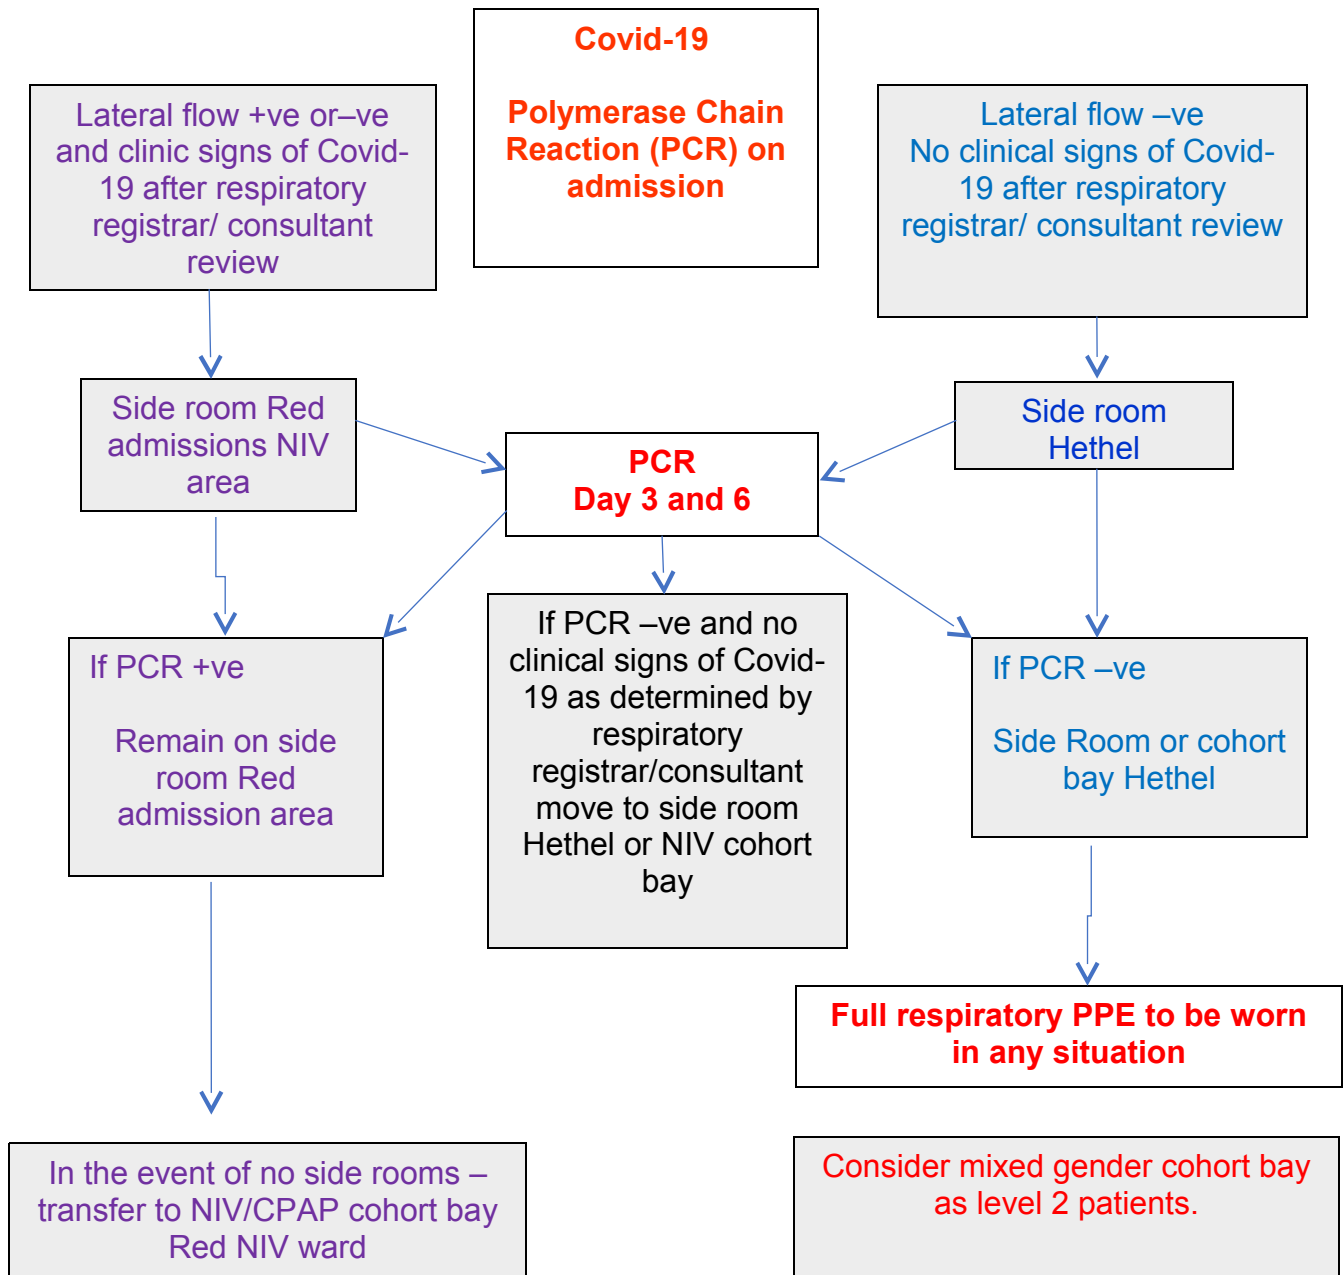 Covid-19
Polymerase Chain
Reaction (PCR) on
admission
Lateral flow +ve or–ve
and clinic signs of Covid-
19 after respiratory
registrar/ consultant
review
Lateral flow –ve
No clinical signs of Covid-
19 after respiratory
registrar/ consultant review
Side room Red
admissions NIV
area
Side room
Hethel
PCR
Day 3 and 6
If PCR +ve
Remain on side
room Red
admission area
If PCR –ve and no
clinical signs of Covid-
19 as determined by
respiratory
registrar/consultant
move to side room
Hethel or NIV cohort
bay
If PCR –ve
Side Room or cohort
bay Hethel
Full respiratory PPE to be worn
in any situation
In the event of no side rooms –
transfer to NIV/CPAP cohort bay
Red NIV ward
Consider mixed gender cohort bay
as level 2 patients.